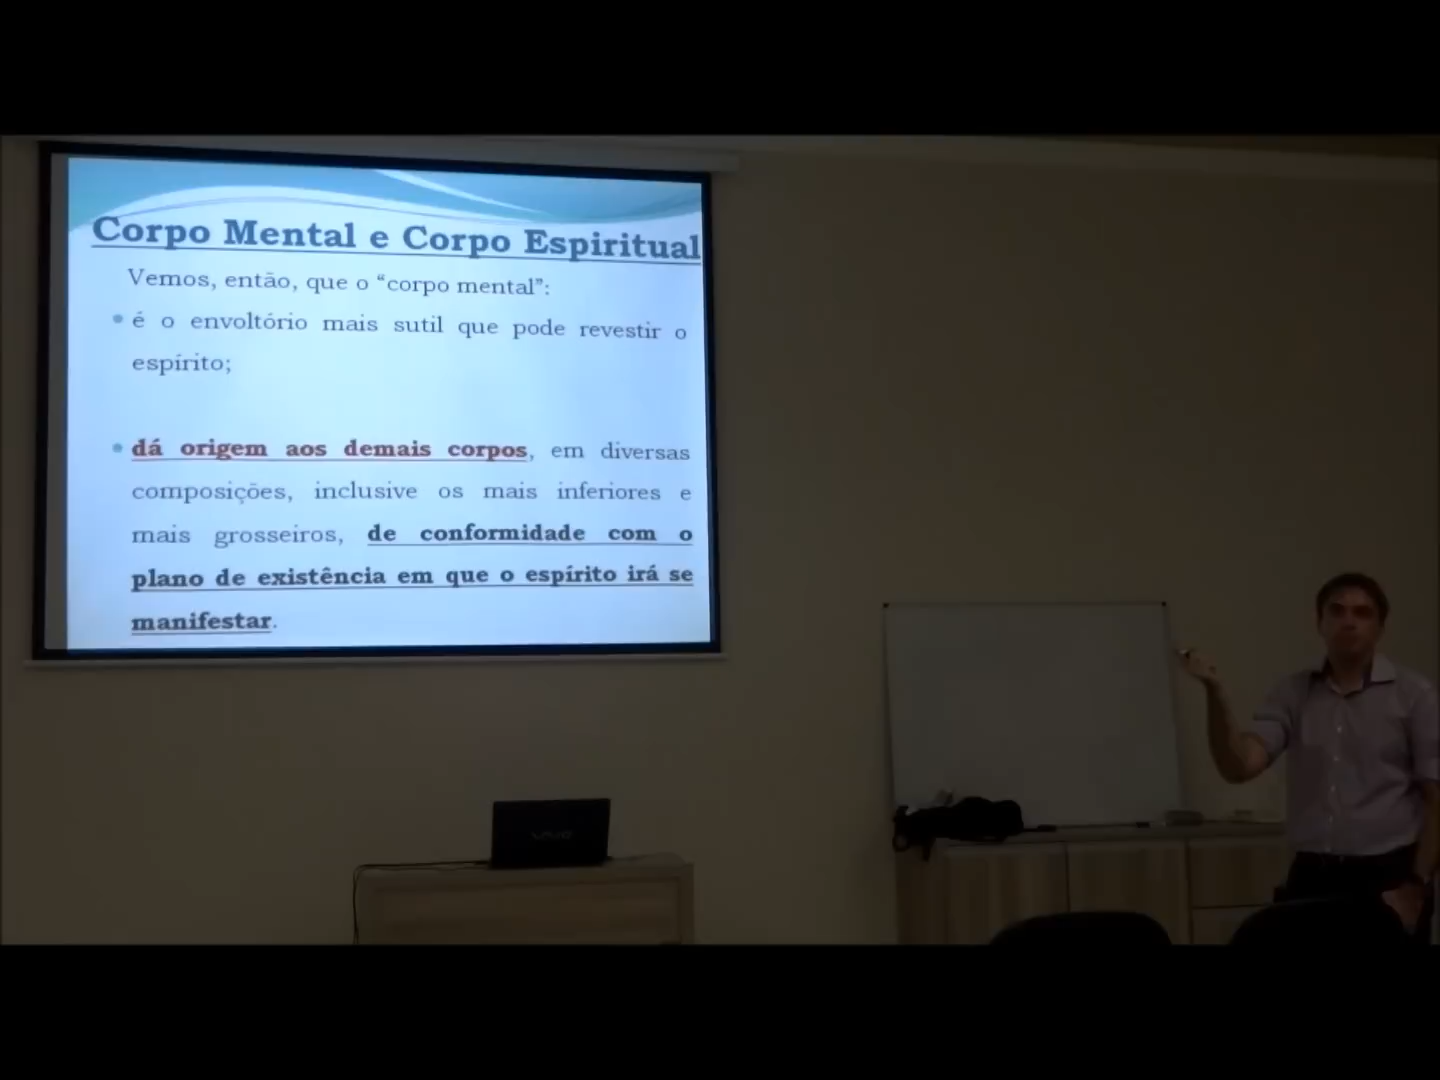 Corpo Mental e Corpo Espiritual
Vemos, então, que o “corpo mental”:
• é o envoltório mais sutil que pode revestir o
espírito;
• dá origem aos demais corpos, em diversas
composições, inclusive os mais inferiores e
mais grosseiros, de conformidade com o
plano de existência em que o espírito irá se
manifestar.
VAIO